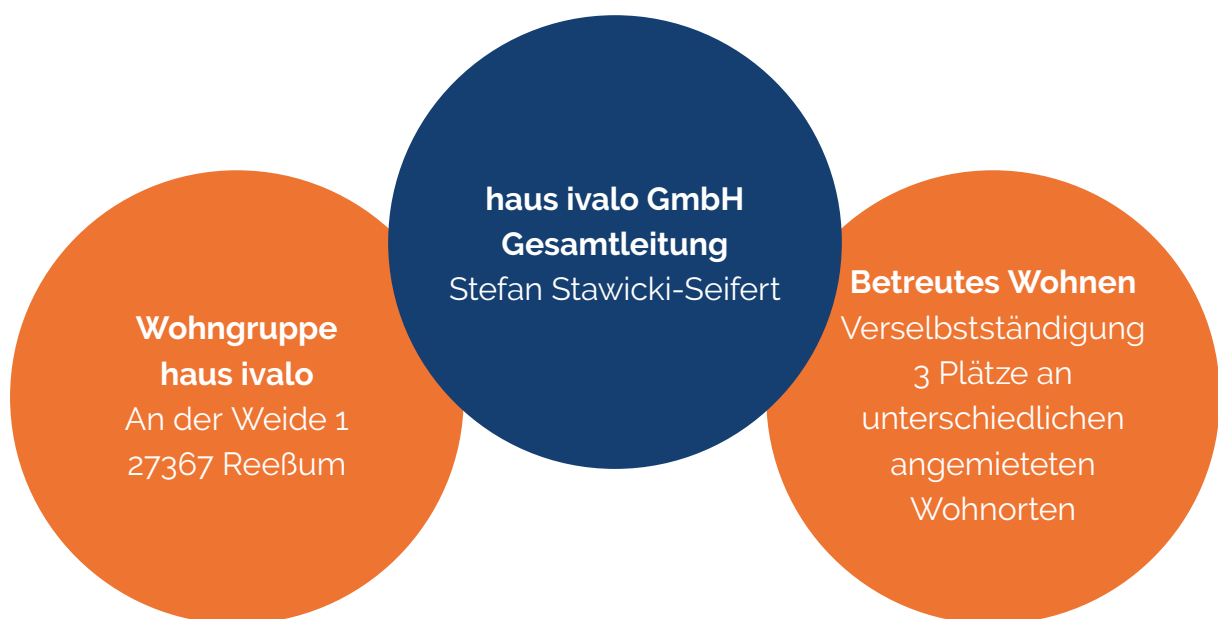 haus ivalo GmbH
Gesamtleitung
Stefan Stawicki-Seifert
Wohngruppe
haus ivalo
An der Weide 1
27367 Reeßum
Betreutes Wohnen
Verselbstständigung
3 Plätze an
unterschiedlichen
angemieteten
Wohnorten